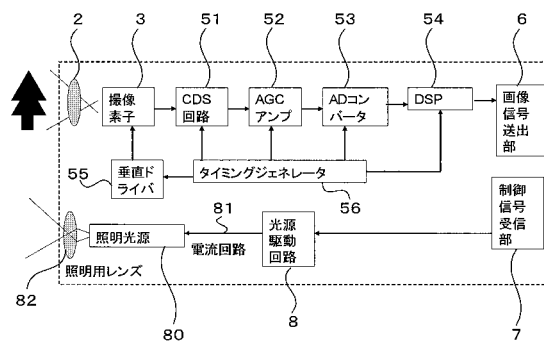 2
3
51
52
53
54
6
撮像
素子
CDS
回路
AGC
アンプ
ADコン
バータ
DSP
画像
信号
送出
部
55
垂直ド
ライバ
タイミングジェネレータ
56
制御
信号
受信
部
81
照明光源
電流回路
光源
駆動
回路
照明用レンズ
82
80
8
7